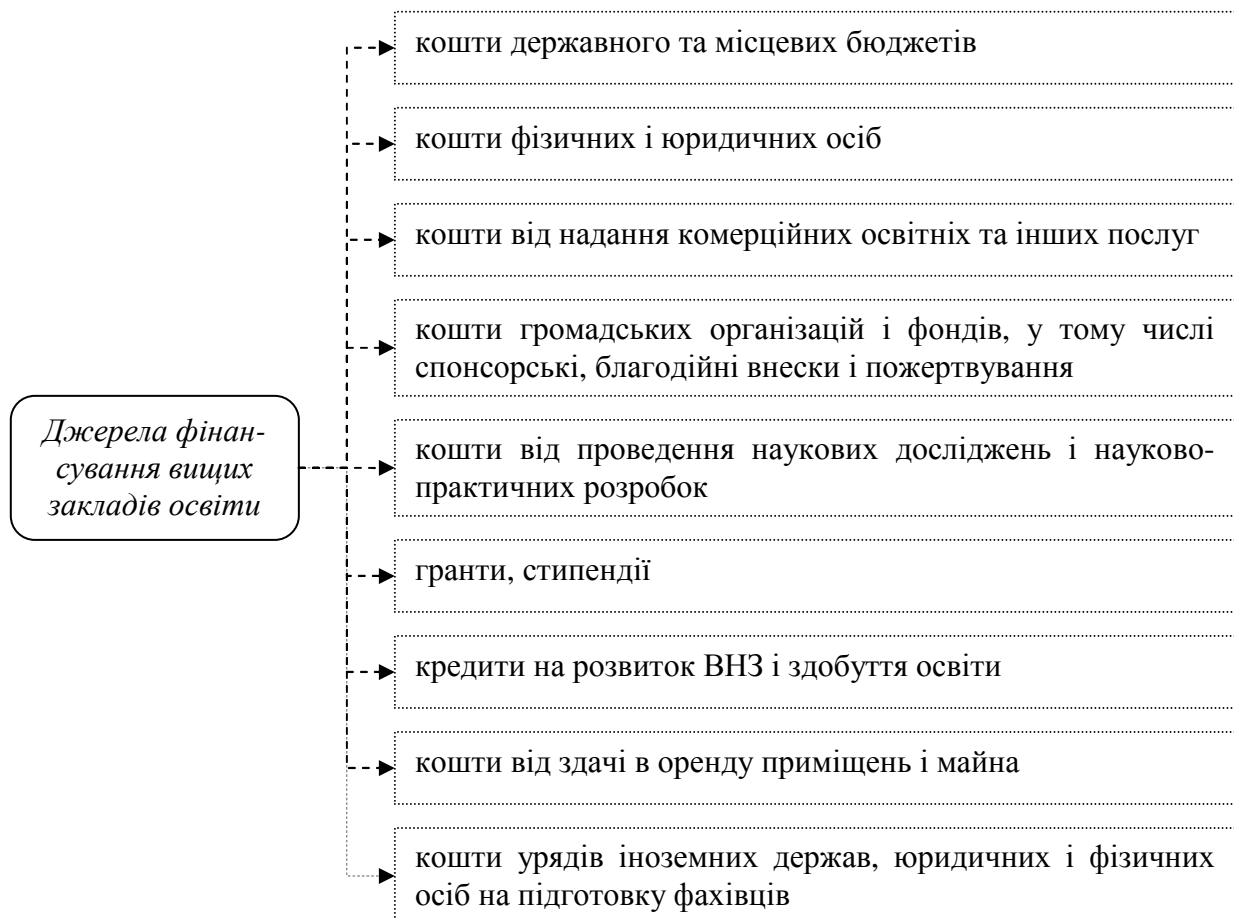 кошти державного та місцевих бюджетів
кошти фізичних і юридичних осіб
кошти від надання комерційних освітніх та інших послуг
кошти громадських організацій і фондів, у тому числі
спонсорські, благодійні внески і пожертвування
Джерела фінан-
сування вищих
закладів освіти
кошти від проведення наукових досліджень і науково-
практичних розробок
гранти, стипендії
кредити на розвиток ВНЗ і здобуття освіти
кошти від здачі в оренду приміщень і майна
кошти урядів іноземних держав, юридичних і фізичних
осіб на підготовку фахівців